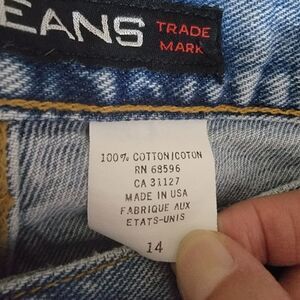 EANS TRADE
MARK
100% COTTON/COTON
RN 68596
CA 31127
MADE IN USA
FABRIQUE AUX
ETATS-UNIS
14